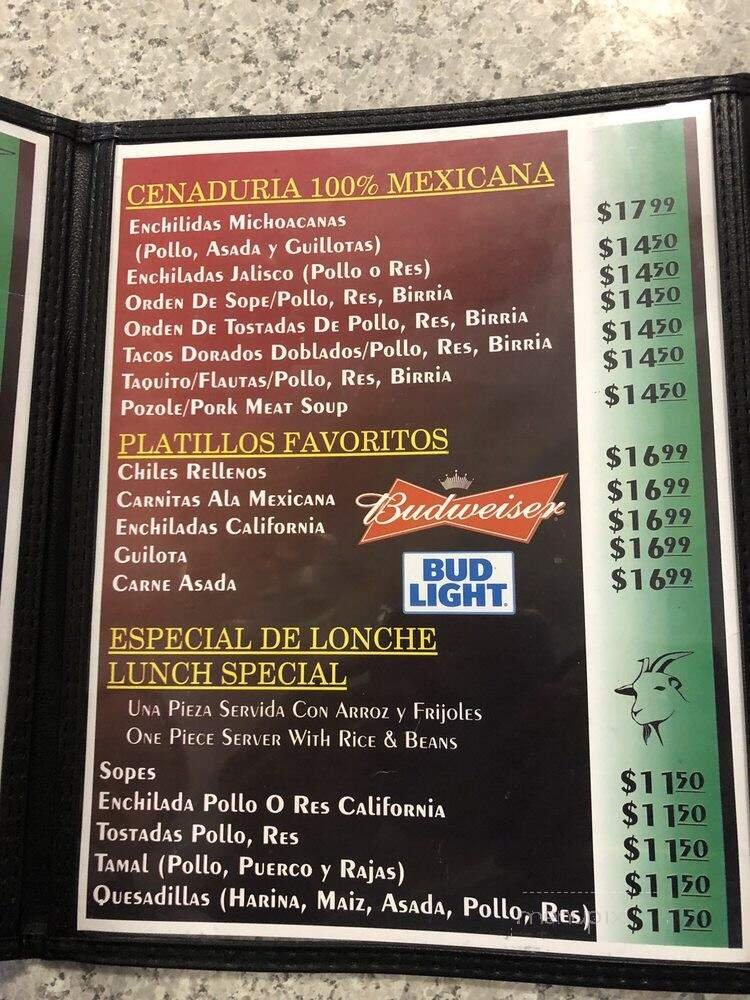 CENADURIA 100% MEXICANA
Enchilidas Michoacanas $17.99
(Pollo, Asada y Guillotas) $14.50
Enchiladas Jalisco (Pollo o Res) $14.50
Orden De Sope/Pollo, Res, Birria $14.50
Orden De Tostadas De Pollo, Res, Birria $14.50
Tacos Dorados Doblados/Pollo, Res, Birria $14.50
Taquito/Flautas/Pollo, Res, Birria
Pozole/Pork Meat Soup $14.50
PLATILLOS FAVORITOS
Chiles Rellenos $16.99
Carnitas Ala Mexicana $16.99
Enchiladas California $16.99
Guilota $16.99
Carne Asada $16.99
Budweiser
BUD
LIGHT.
ESPECIAL DE LONCHE
LUNCH SPECIAL
Una Pieza Servida Con Arroz y Frijoles
One Piece Server With Rice & Beans
Sopes $11.50
Enchilada Pollo O Res California $11.50
Tostadas Pollo, Res $11.50
Tamal (Pollo, Puerco y Rajas) $11.50
Quesadillas (Harina, Maiz, Asada, Pollo, Res) $11.50